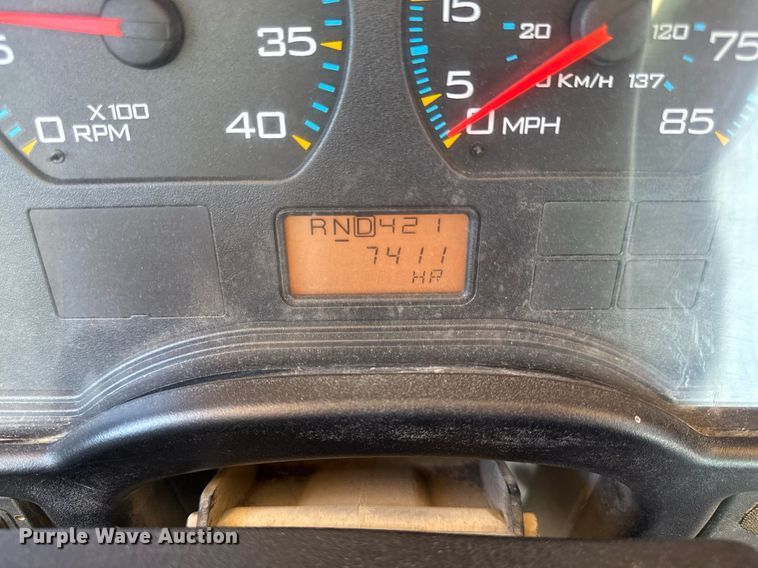 15 20 120 75
35
5 KM/H 137
X100
0 RPM 40 0 MPH 85
RND421
7411
HR
Purple Wave Auction